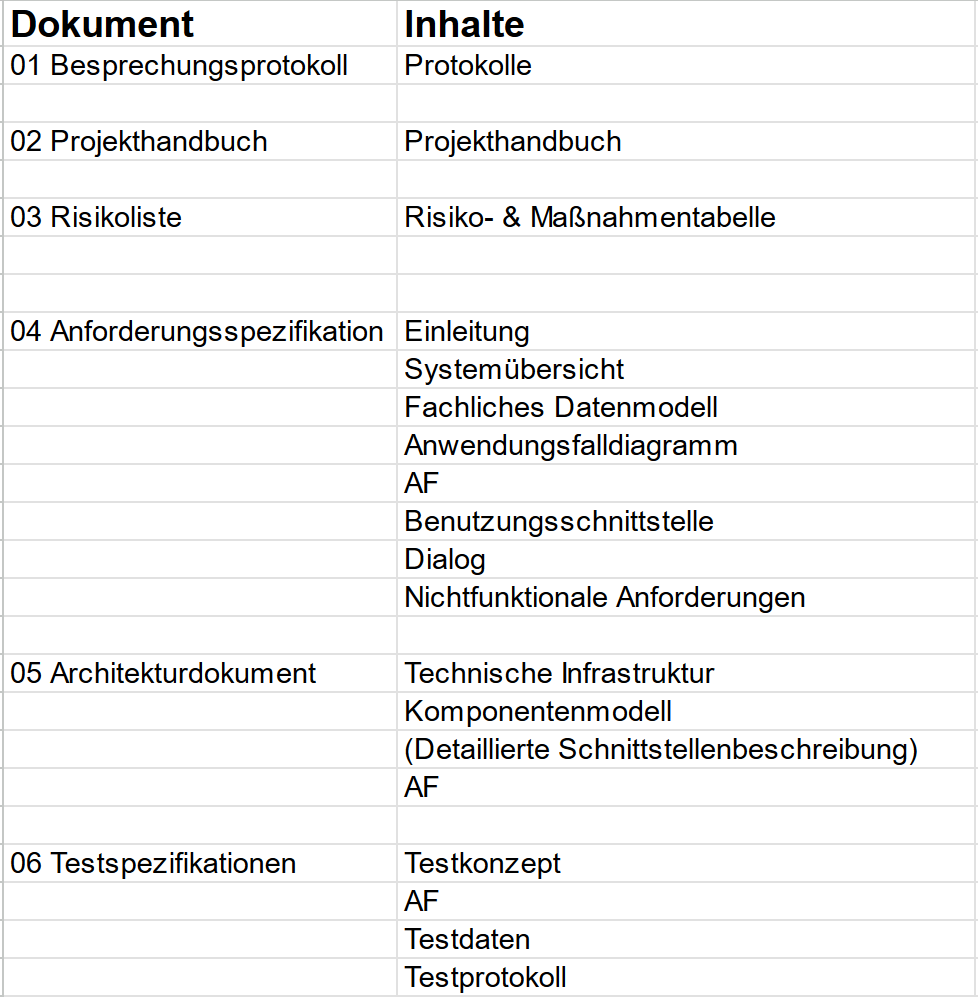 Dokument Inhalte
01 Besprechungsprotokoll Protokolle
02 Projekthandbuch Projekthandbuch
03 Risikoliste Risiko- & Maßnahmentabelle
04 Anforderungsspezifikation Einleitung
Systemübersicht
Fachliches Datenmodell
Anwendungsfalldiagramm
AF
Benutzungsschnittstelle
Dialog
Nichtfunktionale Anforderungen
05 Architekturdokument Technische Infrastruktur
Komponentenmodell
(Detaillierte Schnittstellenbeschreibung)
AF
06 Testspezifikationen Testkonzept
AF
Testdaten
Testprotokoll